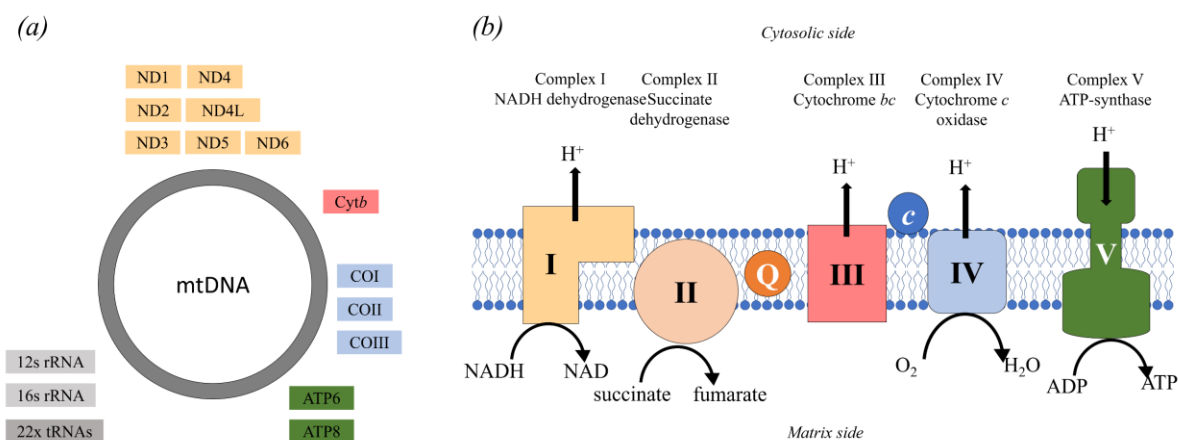 (a)
ND1 ND4
ND2 ND4L
ND3 ND5 ND6
Cytb
mtDNA
COI
COII
COIII
12s rRNA
16s rRNA
22x tRNAs
ATP6
ATP8
(b)
Cytosolic side
Complex I
NADH dehydrogenase
Complex II
Succinate
dehydrogenase
Complex III
Cytochrome bc
Complex IV
Cytochrome c
oxidase
Complex V
ATP-synthase
H⁺
H⁺
H⁺
H⁺
I
II
Q
III
c
IV
V
NADH
NAD
succinate
fumarate
O₂
H₂O
ADP
ATP
Matrix side